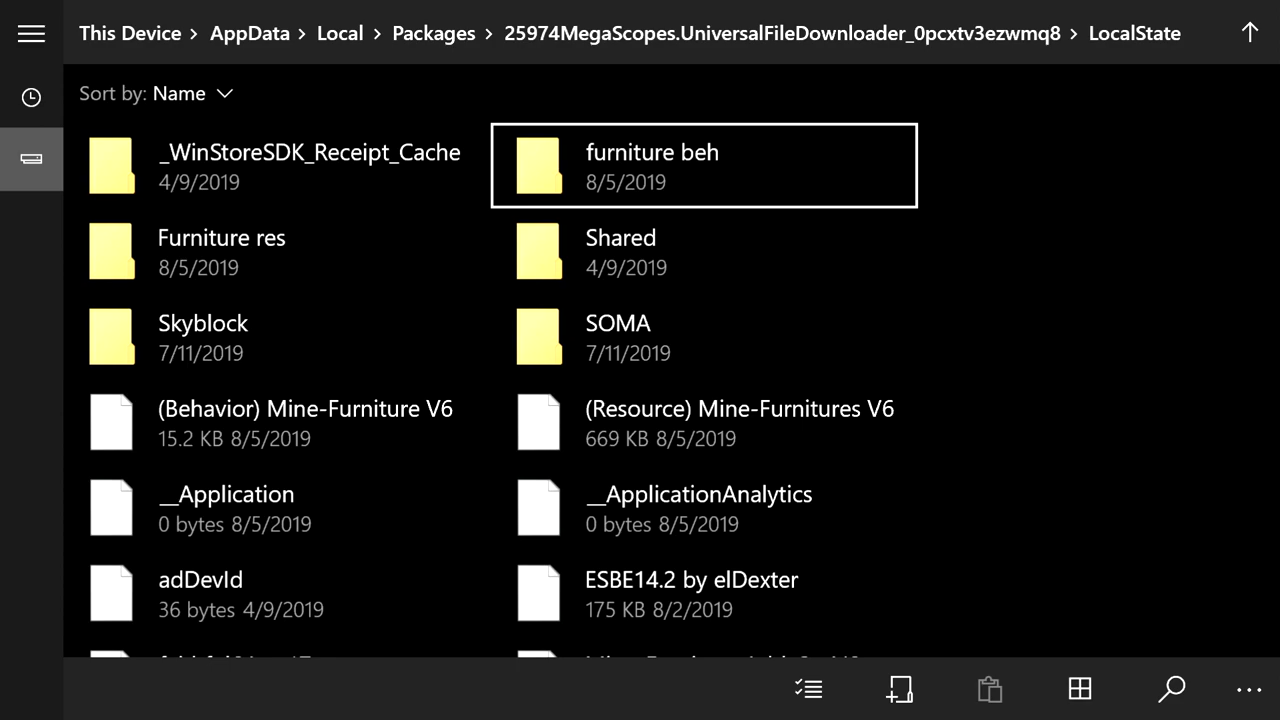 This Device > AppData > Local > Packages > 25974MegaScopes.UniversalFileDownloader_0pcxtv3ezwmq8 > LocalState
Sort by: Name
_WinStoreSDK_Receipt_Cache
4/9/2019
furniture beh
8/5/2019
Furniture res
8/5/2019
Shared
4/9/2019
Skyblock
7/11/2019
SOMA
7/11/2019
(Behavior) Mine-Furniture V6
15.2 KB 8/5/2019
(Resource) Mine-Furnitures V6
669 KB 8/5/2019
__Application
0 bytes 8/5/2019
__ApplicationAnalytics
0 bytes 8/5/2019
adDevId
36 bytes 4/9/2019
ESBE14.2 by elDexter
175 KB 8/2/2019